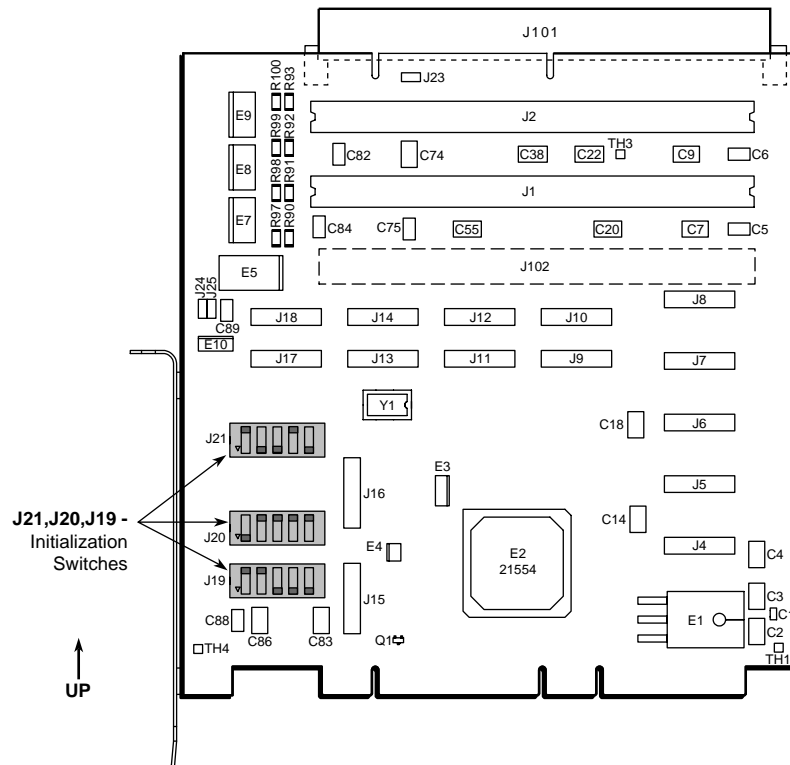 J101
J23
R100
R93
E9
J2
R99
R92
TH3
C82
C74
C38
C22
C9
C6
E8
R98
R91
J1
E7
R97
R90
C84
C75
C55
C20
C7
C5
E5
J102
J24
J25
C89
J8
J18
J14
J12
J10
E10
J17
J13
J11
J9
J7
Y1
C18
J6
J21
E3
J16
J5
J21,J20,J19 -
Initialization
Switches
J20
C14
E4
E2
21554
J4
C4
J19
J15
C3
C1
E1
C88
C86
C83
Q1
C2
TH4
TH1
UP